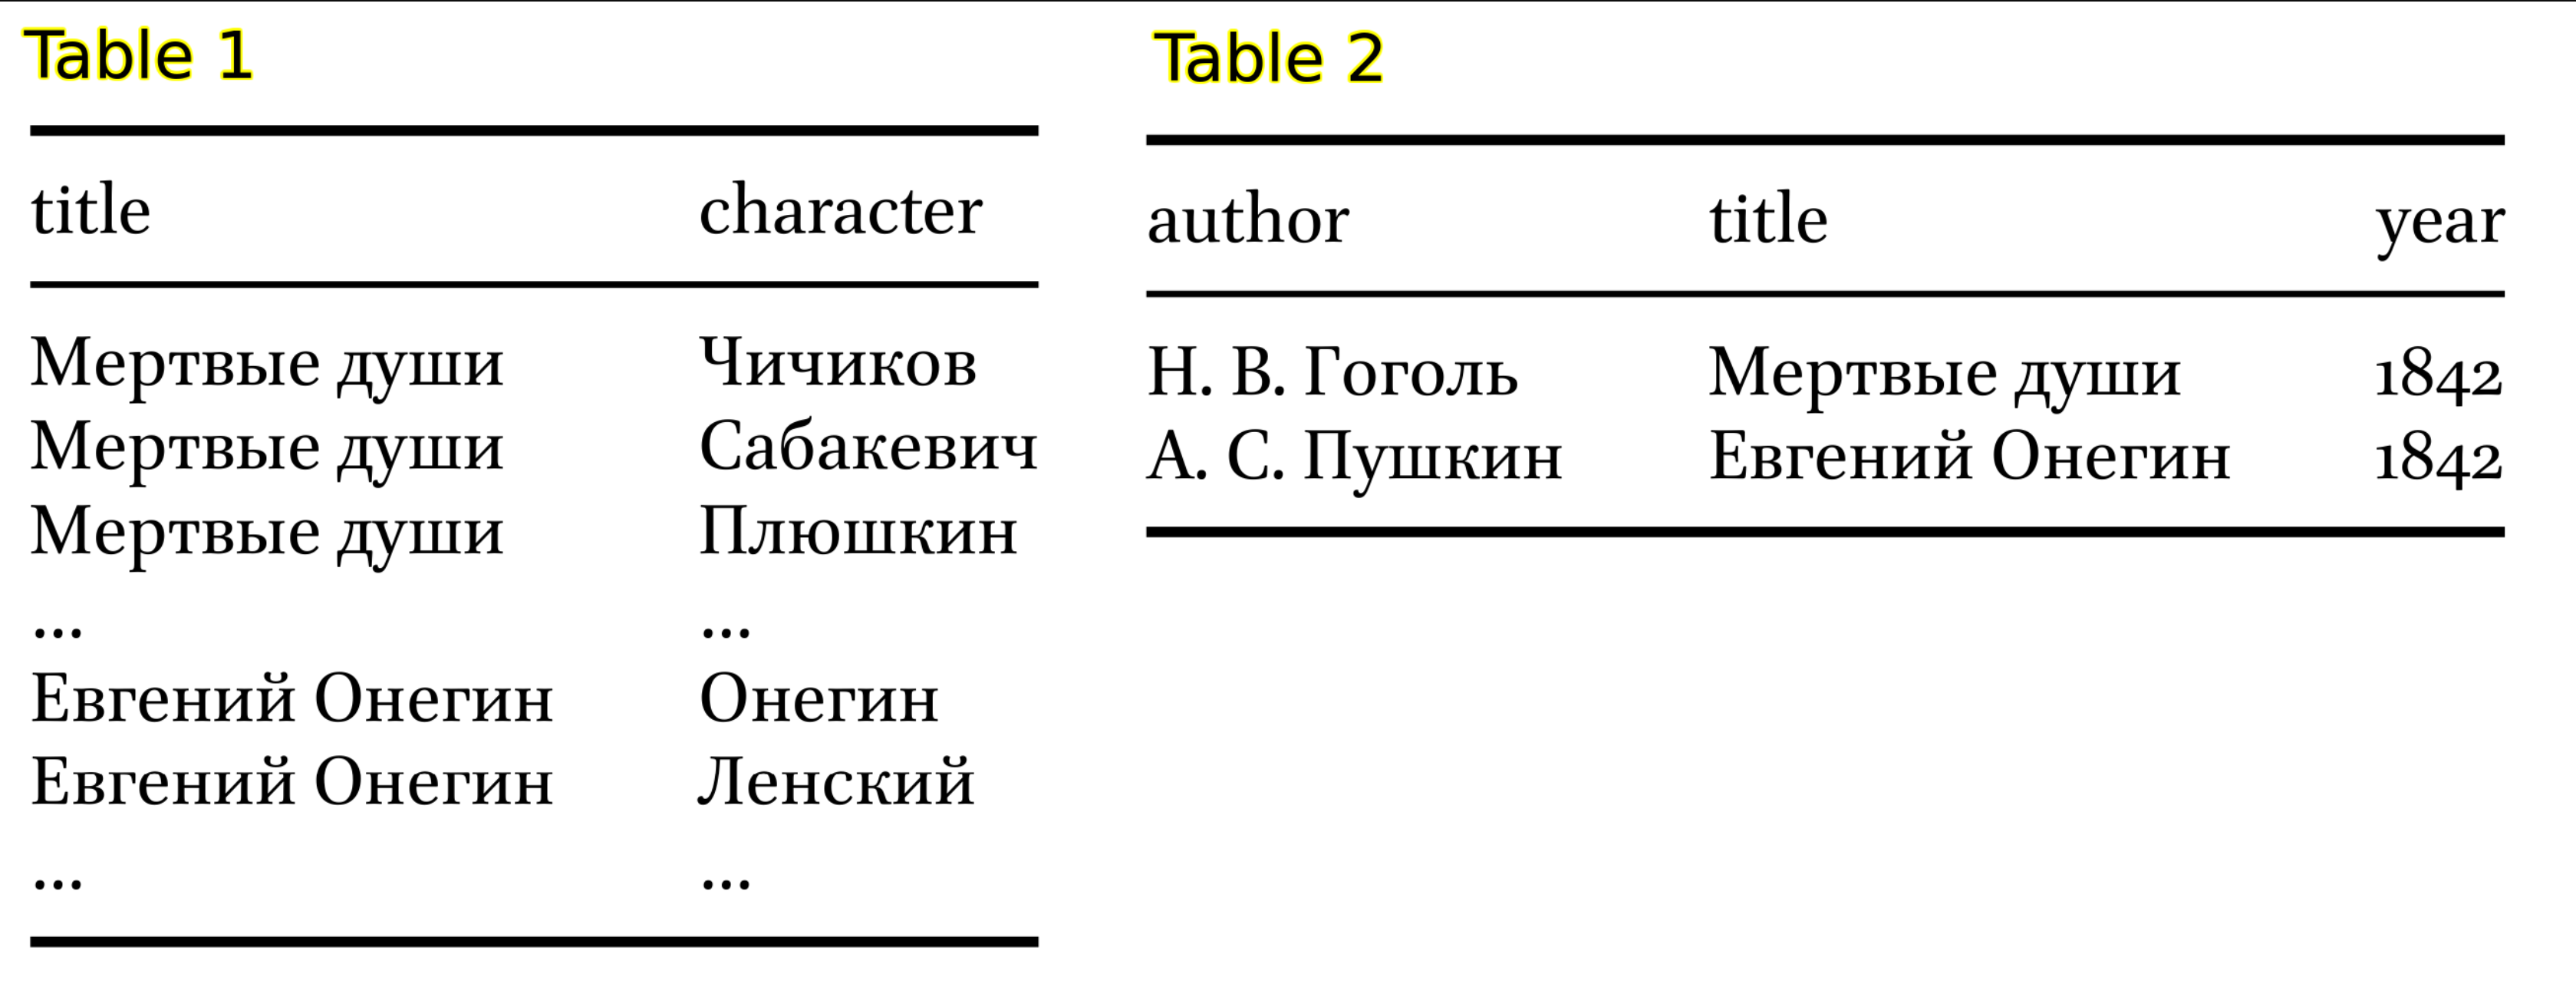 Table 1
title character
Мертвые души Чичиков
Мертвые души Сабакевич
Мертвые души Плюшкин
... ...
Евгений Онегин Онегин
Евгений Онегин Ленский
... ...
Table 2
author title year
Н. В. Гоголь Мертвые души 1842
А. С. Пушкин Евгений Онегин 1842